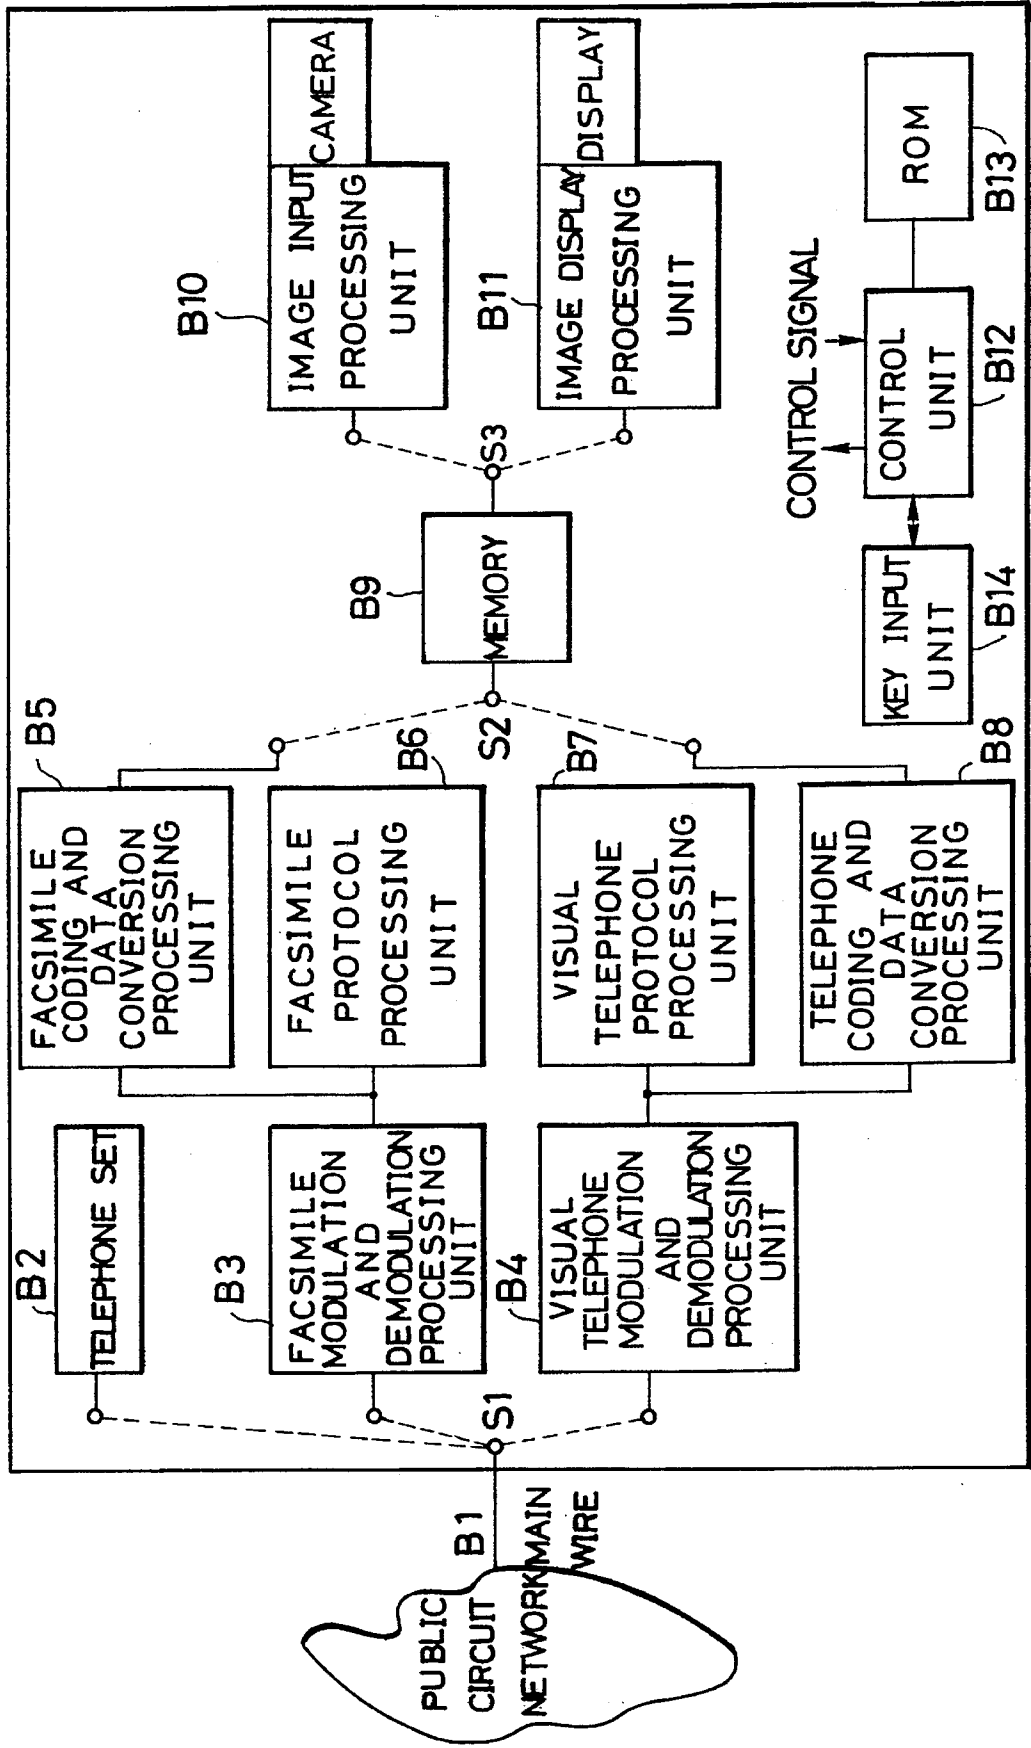 PUBLIC
CIRCUIT
NETWORK
B1
MAIN
WIRE
S1
B2
TELEPHONE SET
B3
FACSIMILE
MODULATION
AND
DEMODULATION
PROCESSING
UNIT
B4
VISUAL
TELEPHONE
MODULATION
AND
DEMODULATION
PROCESSING
UNIT
B5
FACSIMILE
CODING AND
DATA
CONVERSION
PROCESSING
UNIT
B6
FACSIMILE
PROTOCOL
PROCESSING
UNIT
B7
VISUAL
TELEPHONE
PROTOCOL
PROCESSING
UNIT
B8
TELEPHONE
CODING AND
DATA
CONVERSION
PROCESSING
UNIT
S2
B9
MEMORY
S3
B10
IMAGE INPUT
PROCESSING
UNIT
CAMERA
B11
IMAGE DISPLAY
PROCESSING
UNIT
DISPLAY
CONTROL SIGNAL
KEY INPUT
UNIT
B14
CONTROL
UNIT
B12
ROM
B13